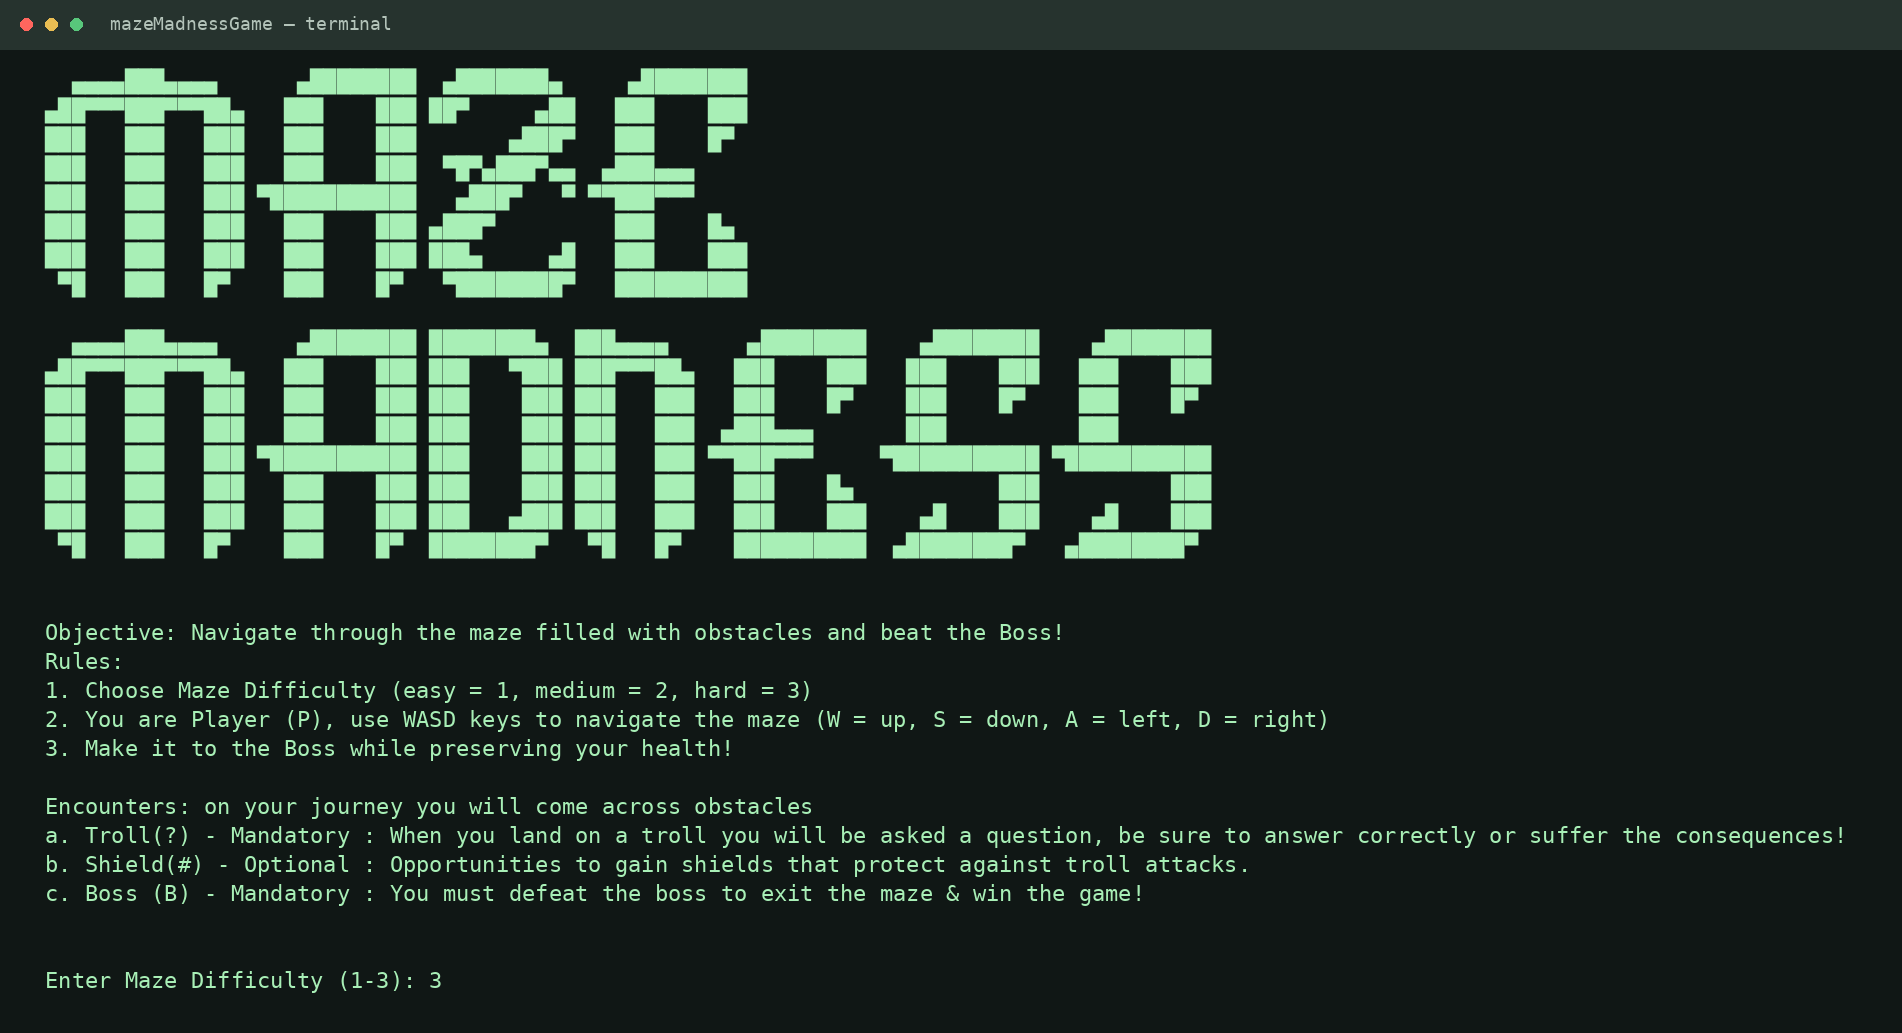 mazeMadnessGame — terminal
MAZE
MADNESS
Objective: Navigate through the maze filled with obstacles and beat the Boss!
Rules:
1. Choose Maze Difficulty (easy = 1, medium = 2, hard = 3)
2. You are Player (P), use WASD keys to navigate the maze (W = up, S = down, A = left, D = right)
3. Make it to the Boss while preserving your health!
Encounters: on your journey you will come across obstacles
a. Troll(?) - Mandatory : When you land on a troll you will be asked a question, be sure to answer correctly or suffer the consequences!
b. Shield(#) - Optional : Opportunities to gain shields that protect against troll attacks.
c. Boss (B) - Mandatory : You must defeat the boss to exit the maze & win the game!
Enter Maze Difficulty (1-3): 3